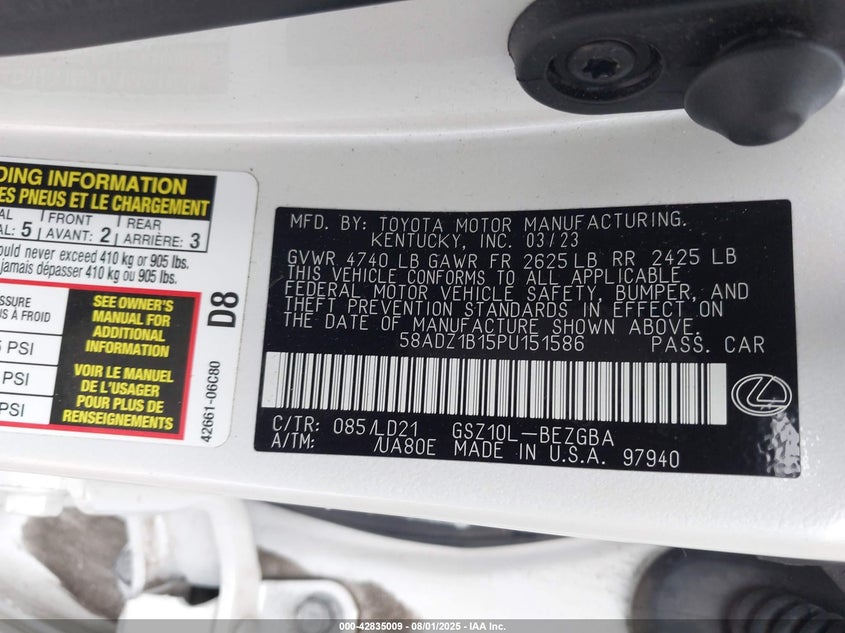 DING INFORMATION
ES PNEUS ET LE CHARGEMENT
AL FRONT REAR
AL: 5 AVANT: 2 ARRIÈRE: 3
ould never exceed 410 kg or 905 lbs.
jamais dépasser 410 kg ou 905 lbs.
SSURE
S À FROID
PSI
PSI
PSI
SEE OWNER'S
MANUAL FOR
ADDITIONAL
INFORMATION
VOIR LE MANUEL
DE L'USAGER
POUR PLUS DE
RENSEIGNEMENTS
D8
42661-06C80
MFD. BY: TOYOTA MOTOR MANUFACTURING.
KENTUCKY, INC. 03/23
GVWR 4740 LB GAWR FR 2625 LB RR 2425 LB
THIS VEHICLE CONFORMS TO ALL APPLICABLE
FEDERAL MOTOR VEHICLE SAFETY, BUMPER, AND
THEFT PREVENTION STANDARDS IN EFFECT ON
THE DATE OF MANUFACTURE SHOWN ABOVE.
58ADZ1B15PU151586 PASS. CAR
C/TR: 085/LD21 GSZ10L-BEZGBA
A/TM: /UA80E MADE IN U.S.A. 97940
000-42835009 - 08/01/2025 - IAA Inc.